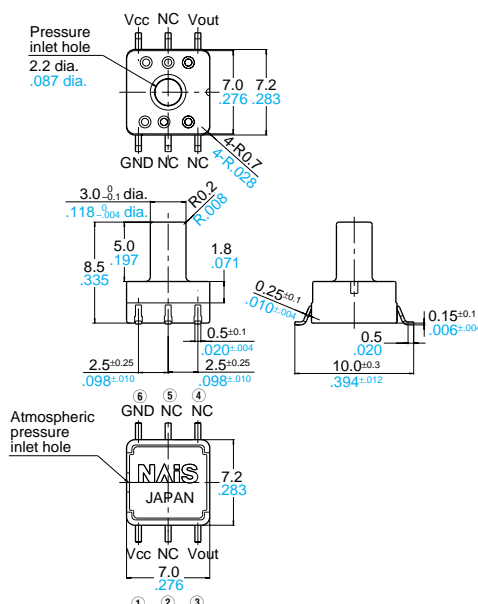 Vcc NC Vout
Pressure
inlet hole
2.2 dia.
.087 dia.
7.0 7.2
.276 .283
4-R0.7
4-R.028
GND NC NC
3.0 0 -0.1 dia.
.118 0 -.004 dia.
R0.2
R.008
5.0
.197
8.5
.335
1.8
.071
0.25±0.1
.010±.004
0.15±0.1
.006±.004
0.5±0.1
.020±.004
0.5
.020
2.5±0.25 2.5±0.25
.098±.010 .098±.010
10.0±0.3
.394±.012
⑥ ⑤ ④
GND NC NC
Atmospheric
pressure
inlet hole
NAiS
JAPAN
7.2
.283
Vcc NC Vout
7.0
.276
① ② ③